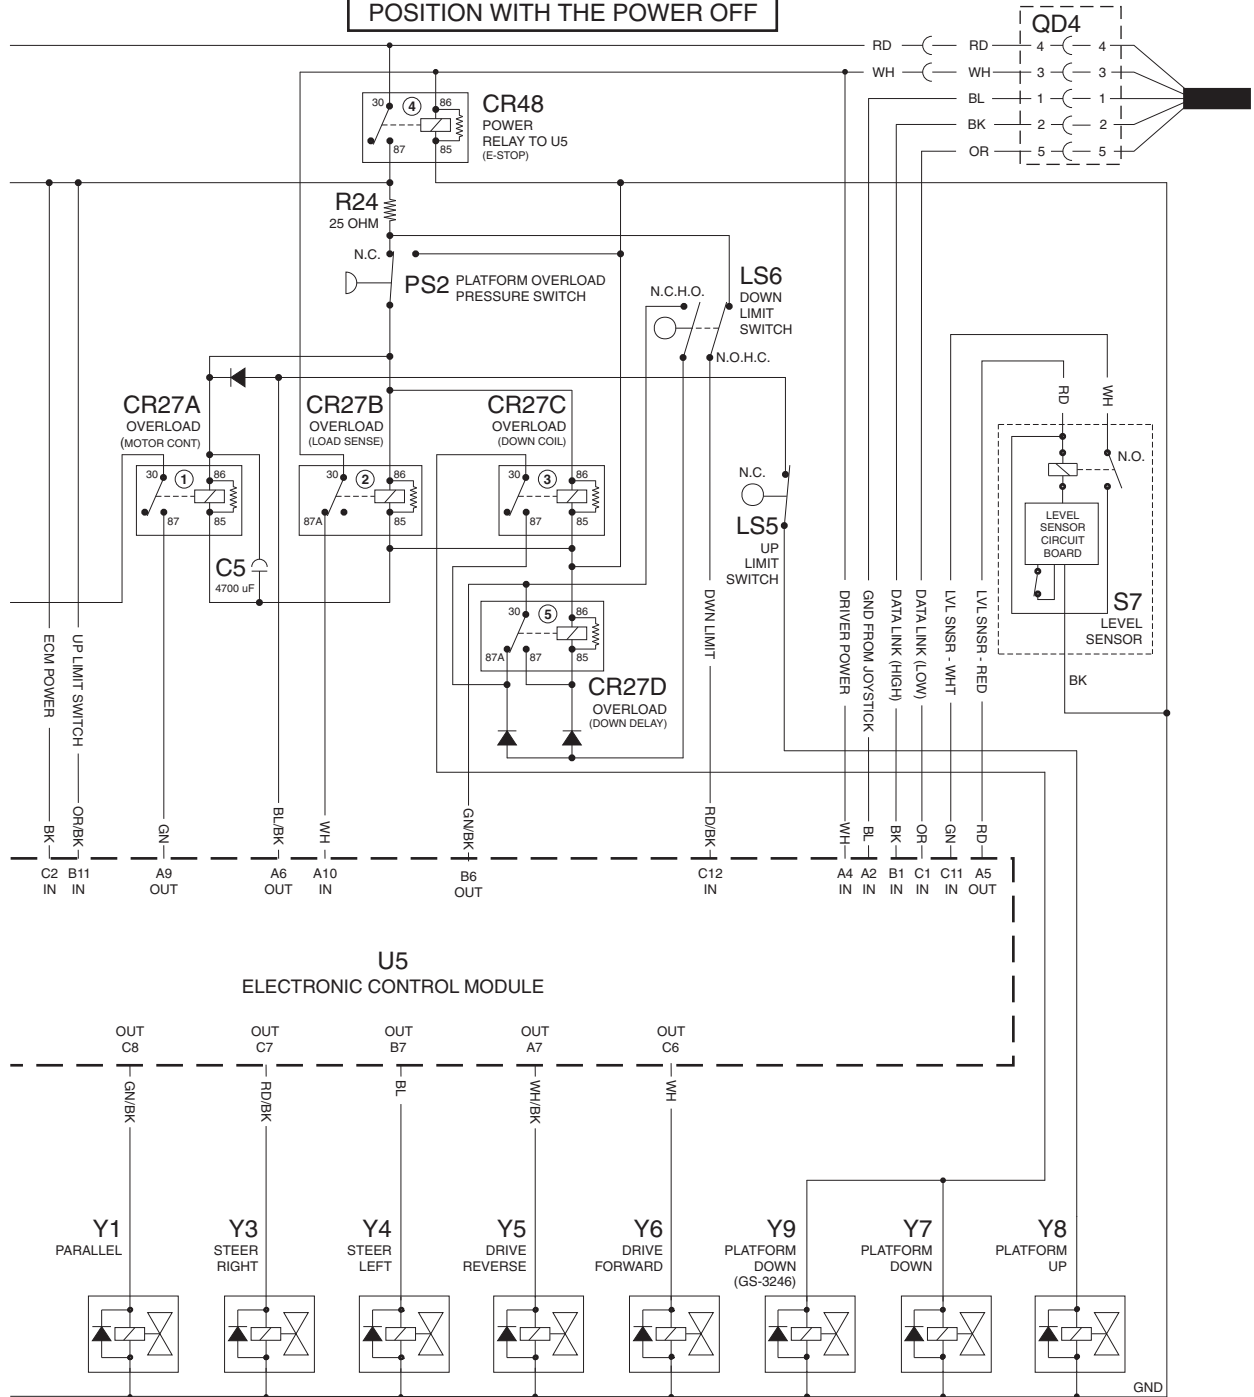 POSITION WITH THE POWER OFF
QD4
RD RD 4 4
WH WH 3 3
BL 1 1
BK 2 2
OR 5 5
30 4 86
87 85
CR48
POWER
RELAY TO U5
(E-STOP)
R24
25 OHM
N.C.
PS2 PLATFORM OVERLOAD
PRESSURE SWITCH
N.C.H.O.
LS6
DOWN
LIMIT
SWITCH
N.O.H.C.
CR27A
OVERLOAD
(MOTOR CONT)
30 1 86
87 85
CR27B
OVERLOAD
(LOAD SENSE)
30 2 86
87A 85
CR27C
OVERLOAD
(DOWN COIL)
30 3 86
87 85
C5
4700 uF
N.C.
LS5
UP
LIMIT
SWITCH
30 5 86
87A 87 85
CR27D
OVERLOAD
(DOWN DELAY)
RD
WH
N.O.
LEVEL
SENSOR
CIRCUIT
BOARD
S7
LEVEL
SENSOR
BK
ECM POWER
UP LIMIT SWITCH
DWN LIMIT
DRIVER POWER
GND FROM JOYSTICK
DATA LINK (HIGH)
DATA LINK (LOW)
LVL SNSR - WHT
LVL SNSR - RED
BK OR/BK GN BL/BK WH GN/BK RD/BK WH BL BK OR GN RD
C2 B11 A9 A6 A10 B6 C12 A4 A2 B1 C1 C11 A5
IN IN OUT OUT IN OUT IN IN IN IN IN IN OUT
U5
ELECTRONIC CONTROL MODULE
OUT OUT OUT OUT OUT
C8 C7 B7 A7 C6
GN/BK RD/BK BL WH/BK WH
Y1
PARALLEL
Y3
STEER
RIGHT
Y4
STEER
LEFT
Y5
DRIVE
REVERSE
Y6
DRIVE
FORWARD
Y9
PLATFORM
DOWN
(GS-3246)
Y7
PLATFORM
DOWN
Y8
PLATFORM
UP
GND